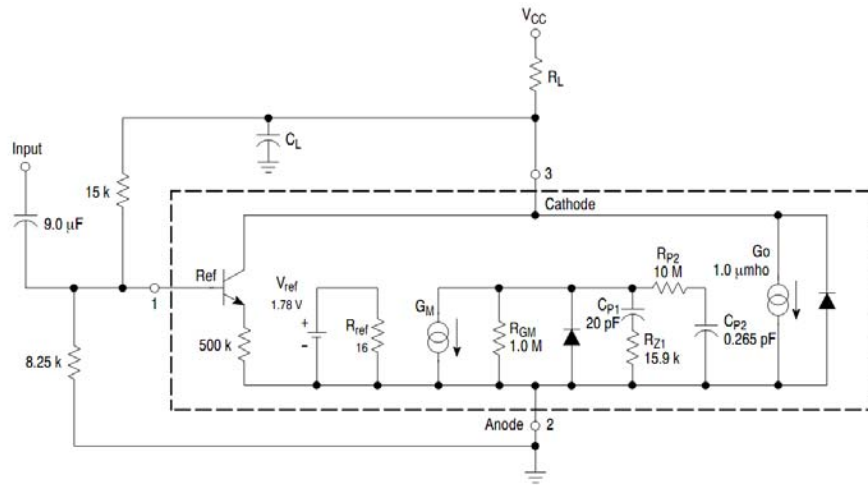 VCC
RL
CL
Input
15 k
3
Cathode
9.0 μF
Ref
1
Vref
1.78 V
+
-
Rref
16
500 k
8.25 k
GM
RGM
1.0 M
CP1
20 pF
RZ1
15.9 k
RP2
10 M
CP2
0.265 pF
Go
1.0 μmho
Anode
2